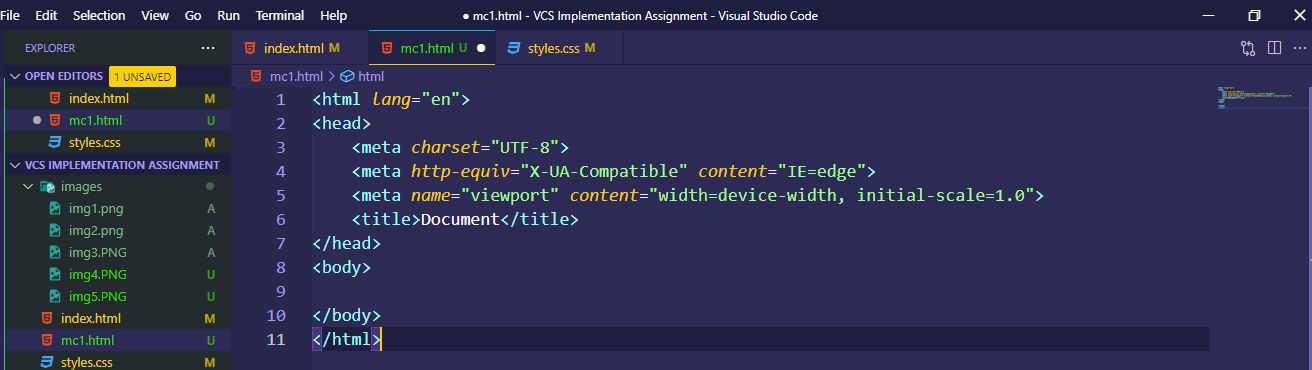 File Edit Selection View Go Run Terminal Help mc1.html - VCS Implementation Assignment - Visual Studio Code
EXPLORER
OPEN EDITORS 1 UNSAVED
index.html M
mc1.html U
styles.css M
VCS IMPLEMENTATION ASSIGNMENT
images
img1.png A
img2.png A
img3.PNG A
img4.PNG U
img5.PNG U
index.html M
mc1.html U
styles.css M
index.html M mc1.html U styles.css M
mc1.html > html
1 <html lang="en">
2 <head>
3     <meta charset="UTF-8">
4     <meta http-equiv="X-UA-Compatible" content="IE=edge">
5     <meta name="viewport" content="width=device-width, initial-scale=1.0">
6     <title>Document</title>
7 </head>
8 <body>
9
10 </body>
11 </html>